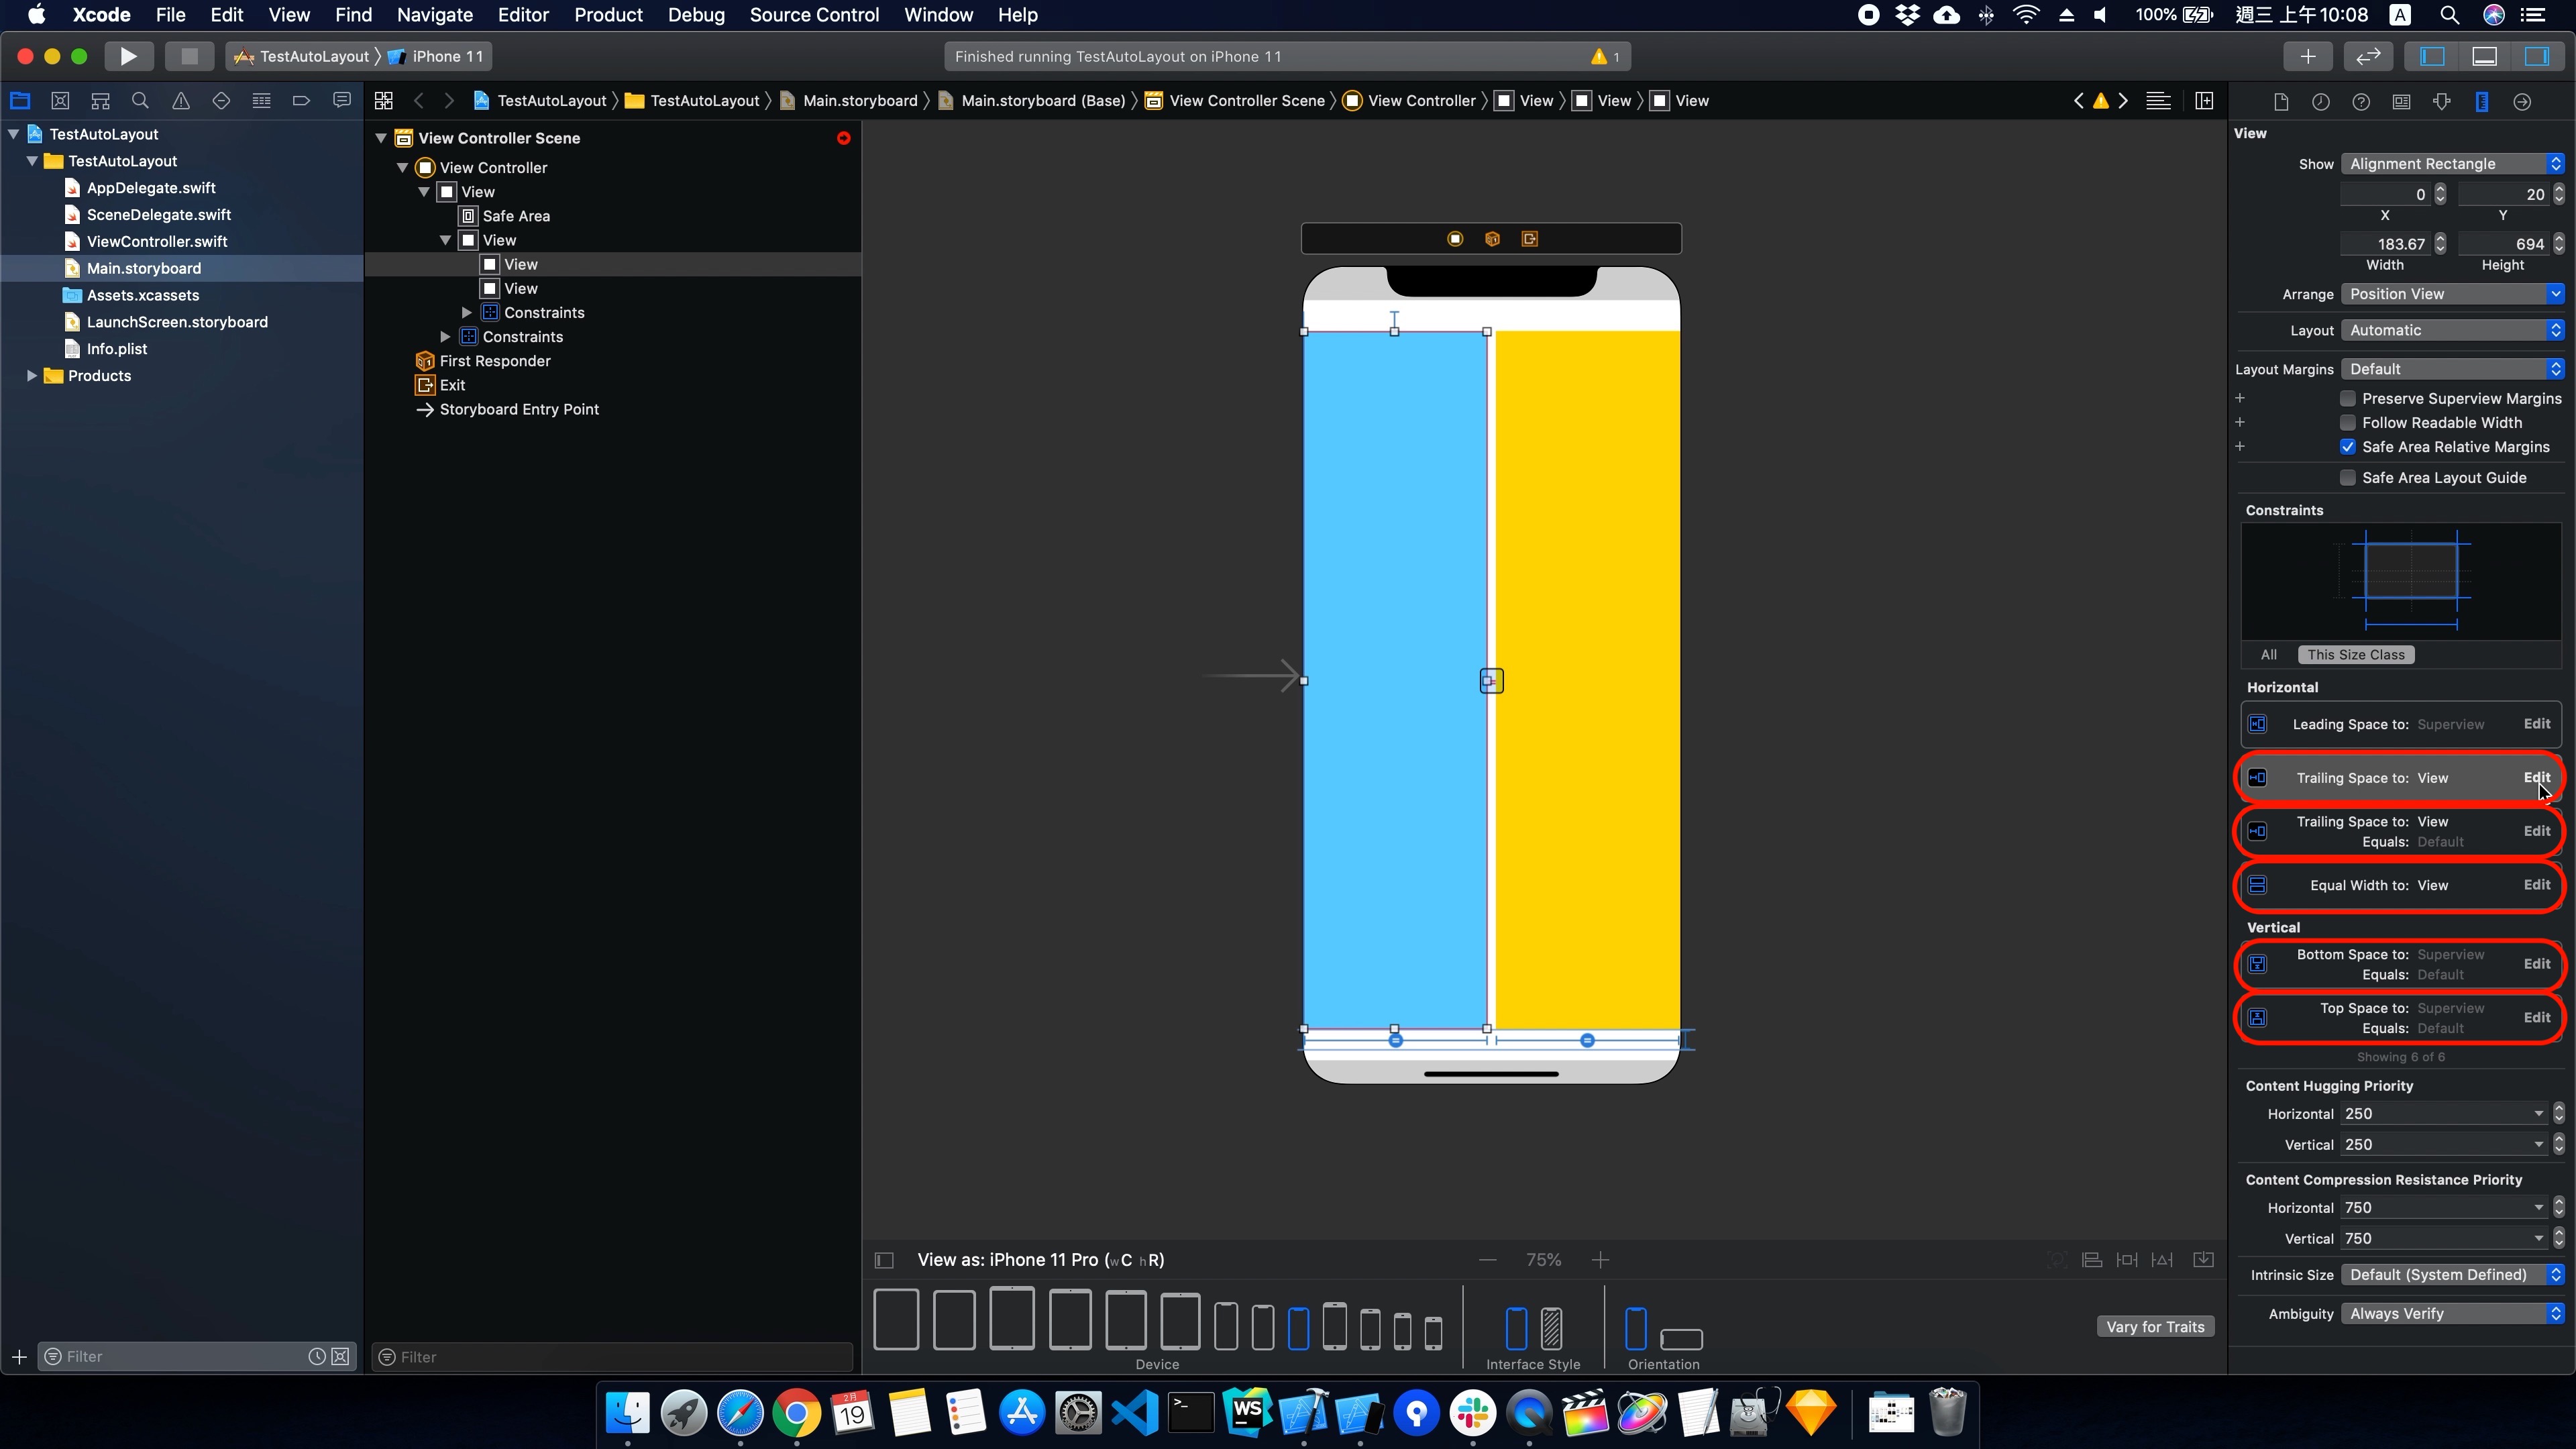 Xcode File Edit View Find Navigate Editor Product Debug Source Control Window Help 100% 週三 上午10:08 A
TestAutoLayout iPhone 11 Finished running TestAutoLayout on iPhone 11 1
TestAutoLayout TestAutoLayout Main.storyboard Main.storyboard (Base) View Controller Scene View Controller View View View
TestAutoLayout
TestAutoLayout
AppDelegate.swift
SceneDelegate.swift
ViewController.swift
Main.storyboard
Assets.xcassets
LaunchScreen.storyboard
Info.plist
Products
Filter
View Controller Scene
View Controller
View
Safe Area
View
View
View
Constraints
Constraints
First Responder
Exit
Storyboard Entry Point
Filter
View as: iPhone 11 Pro (wC hR)
75%
Device
Interface Style
Orientation
Vary for Traits
View
Show Alignment Rectangle
0 20
X Y
183.67 694
Width Height
Arrange Position View
Layout Automatic
Layout Margins Default
Preserve Superview Margins
Follow Readable Width
Safe Area Relative Margins
Safe Area Layout Guide
Constraints
All This Size Class
Horizontal
Leading Space to: Superview Edit
Trailing Space to: View Edit
Trailing Space to: View
Equals: Default Edit
Equal Width to: View Edit
Vertical
Bottom Space to: Superview
Equals: Default Edit
Top Space to: Superview
Equals: Default Edit
Showing 6 of 6
Content Hugging Priority
Horizontal 250
Vertical 250
Content Compression Resistance Priority
Horizontal 750
Vertical 750
Intrinsic Size Default (System Defined)
Ambiguity Always Verify
2月
19
WS